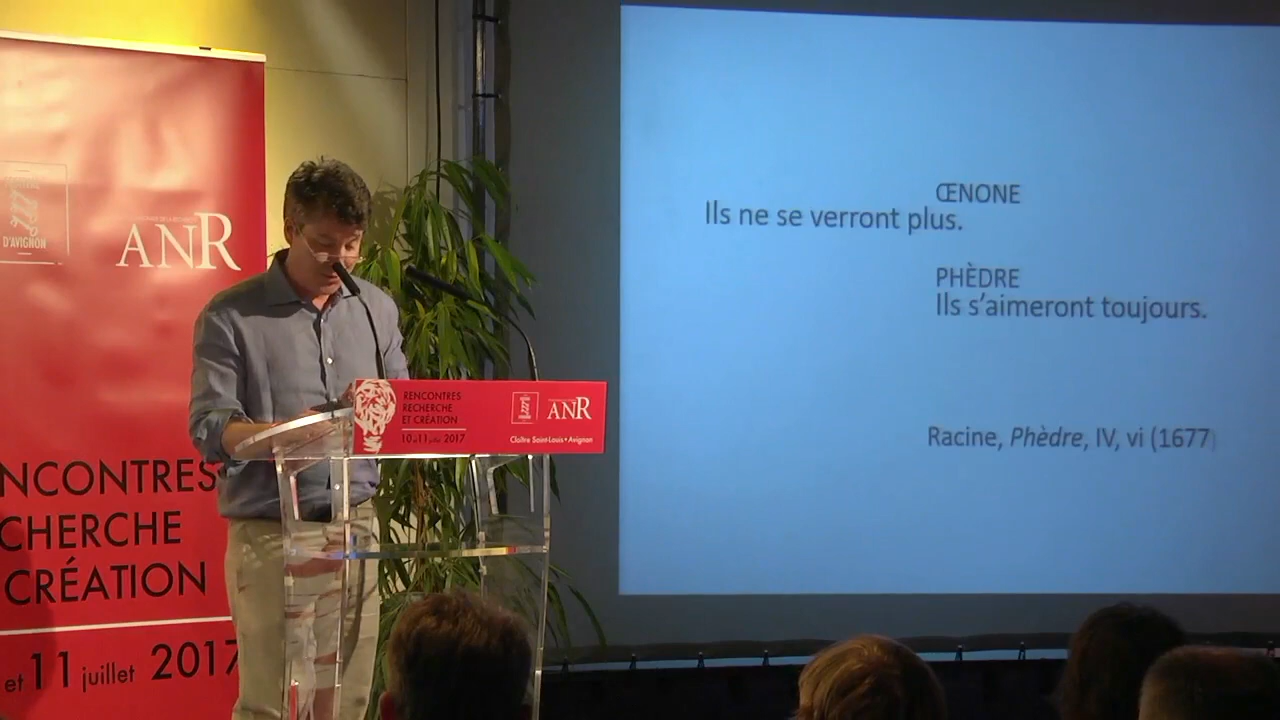 D'AVIGNON
ANR
NCONTRES
CHERCHE
CRÉATION
et 11 juillet 2017
RENCONTRES
RECHERCHE
ET CRÉATION
10 et 11 juillet 2017
ANR
Cloître Saint-Louis • Avignon
ŒNONE
Ils ne se verront plus.
PHÈDRE
Ils s'aimeront toujours.
Racine, Phèdre, IV, vi (1677)